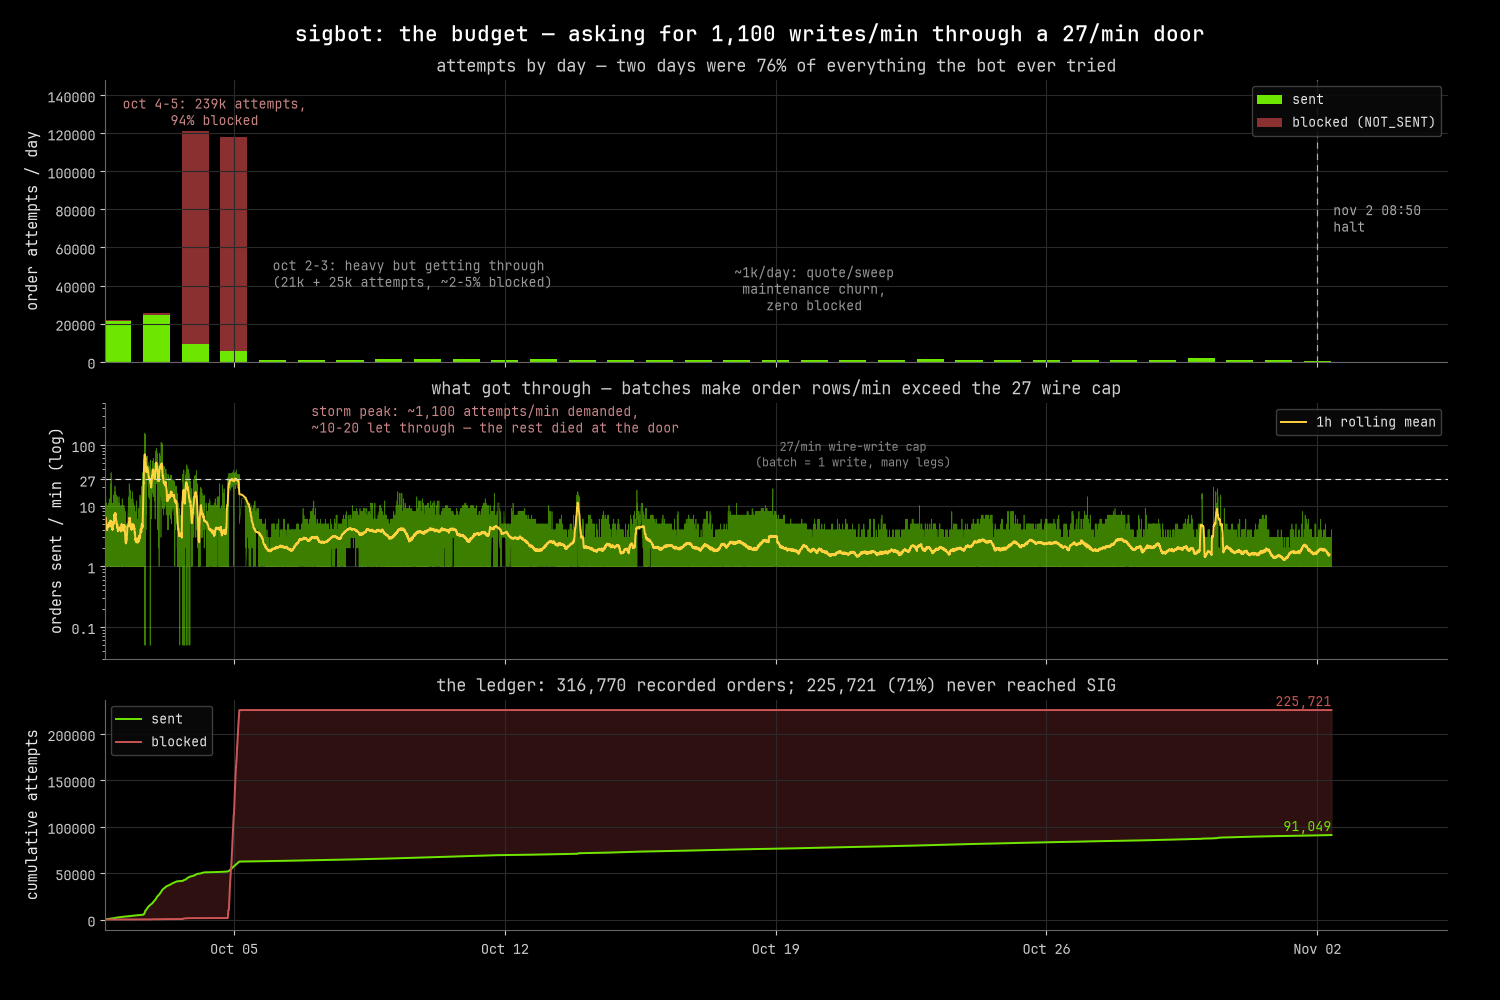 sigbot: the budget — asking for 1,100 writes/min through a 27/min door
attempts by day — two days were 76% of everything the bot ever tried
order attempts / day
140000
120000
100000
80000
60000
40000
20000
0
oct 4-5: 239k attempts,
94% blocked
oct 2-3: heavy but getting through
(21k + 25k attempts, ~2-5% blocked)
~1k/day: quote/sweep
maintenance churn,
zero blocked
sent
blocked (NOT_SENT)
nov 2 08:50
halt
what got through — batches make order rows/min exceed the 27 wire cap
orders sent / min (log)
100
27
10
1
0.1
storm peak: ~1,100 attempts/min demanded,
~10-20 let through — the rest died at the door
27/min wire-write cap
(batch = 1 write, many legs)
1h rolling mean
the ledger: 316,770 recorded orders; 225,721 (71%) never reached SIG
cumulative attempts
200000
150000
100000
50000
0
sent
blocked
225,721
91,049
Oct 05
Oct 12
Oct 19
Oct 26
Nov 02